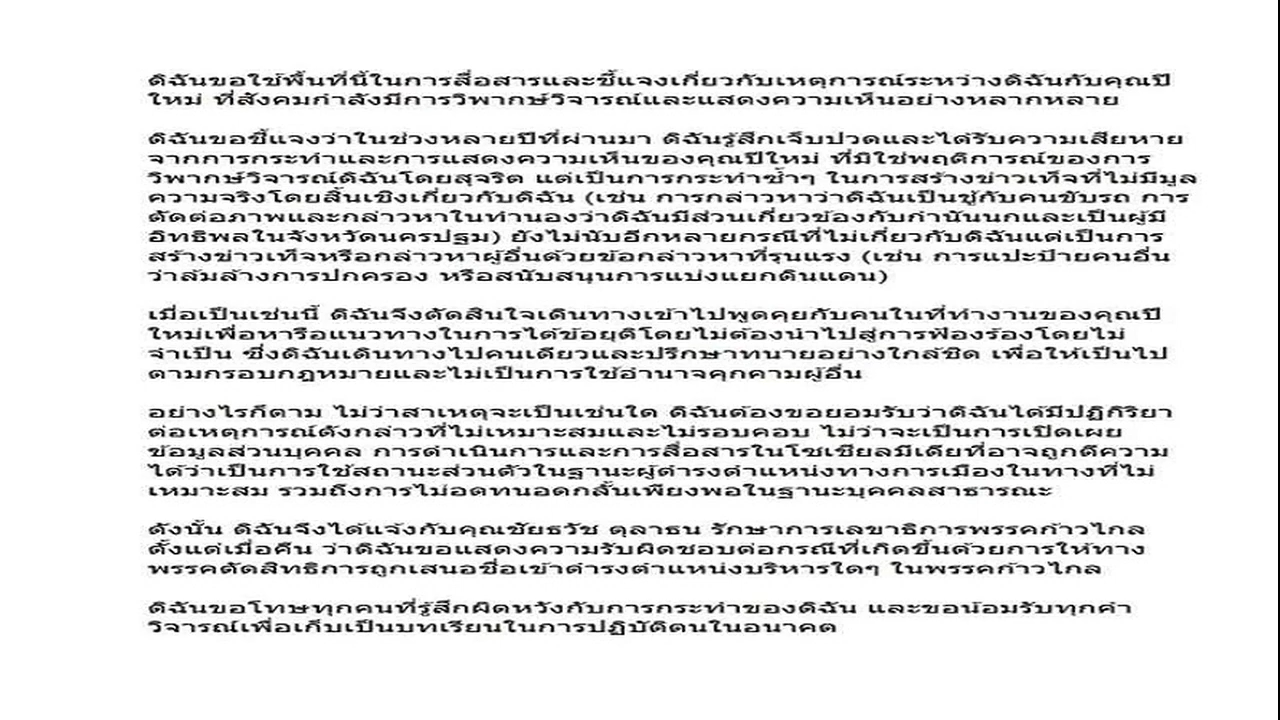 ดิฉันขอใช้พื้นที่นี้ในการสื่อสารและชี้แจงเกี่ยวกับเหตุการณ์ระหว่างดิฉันกับคุณปี
ใหม่ ที่สังคมกำลังมีการวิพากษ์วิจารณ์และแสดงความเห็นอย่างหลากหลาย
ดิฉันขอชี้แจงว่าในช่วงหลายปีที่ผ่านมา ดิฉันรู้สึกเจ็บปวดและได้รับความเสียหาย
จากการกระทำและการแสดงความเห็นของคุณปีใหม่ ที่มิใช่พฤติการณ์ของการ
วิพากษ์วิจารณ์ดิฉันโดยสุจริต แต่เป็นการกระทำซ้ำๆ ในการสร้างข่าวเท็จที่ไม่มีมูล
ความจริงโดยสิ้นเชิงเกี่ยวกับดิฉัน (เช่น การกล่าวหาว่าดิฉันเป็นชู้กับคนขับรถ การ
ตัดต่อภาพและกล่าวหาในทำนองว่าดิฉันมีส่วนเกี่ยวข้องกับกำนันนกและเป็นผู้มี
อิทธิพลในจังหวัดนครปฐม) ยังไม่นับอีกหลายกรณีที่ไม่เกี่ยวกับดิฉันแต่เป็นการ
สร้างข่าวเท็จหรือกล่าวหาผู้อื่นด้วยข้อกล่าวหาที่รุนแรง (เช่น การแปะป้ายคนอื่น
ว่าล้มล้างการปกครอง หรือสนับสนุนการแบ่งแยกดินแดน)
เมื่อเป็นเช่นนี้ ดิฉันจึงตัดสินใจเดินทางเข้าไปพูดคุยกับคนในที่ทำงานของคุณปี
ใหม่เพื่อหารือแนวทางในการได้ข้อยุติโดยไม่ต้องนำไปสู่การฟ้องร้องโดยไม่
จำเป็น ซึ่งดิฉันเดินทางไปคนเดียวและปรึกษาทนายอย่างใกล้ชิด เพื่อให้เป็นไป
ตามกรอบกฎหมายและไม่เป็นการใช้อำนาจคุกคามผู้อื่น
อย่างไรก็ตาม ไม่ว่าสาเหตุจะเป็นเช่นใด ดิฉันต้องขอยอมรับว่าดิฉันได้มีปฏิกิริยา
ต่อเหตุการณ์ดังกล่าวที่ไม่เหมาะสมและไม่รอบคอบ ไม่ว่าจะเป็นการเปิดเผย
ข้อมูลส่วนบุคคล การดำเนินการและการสื่อสารในโซเชียลมีเดียที่อาจถูกตีความ
ได้ว่าเป็นการใช้สถานะส่วนตัวในฐานะผู้ดำรงตำแหน่งทางการเมืองในทางที่ไม่
เหมาะสม รวมถึงการไม่อดทนอดกลั้นเพียงพอในฐานะบุคคลสาธารณะ
ดังนั้น ดิฉันจึงได้แจ้งกับคุณชัยธวัช ตุลาธน รักษาการเลขาธิการพรรคก้าวไกล
ตั้งแต่เมื่อคืน ว่าดิฉันขอแสดงความรับผิดชอบต่อกรณีที่เกิดขึ้นด้วยการให้ทาง
พรรคตัดสิทธิการถูกเสนอชื่อเข้าดำรงตำแหน่งบริหารใดๆ ในพรรคก้าวไกล
ดิฉันขอโทษทุกคนที่รู้สึกผิดหวังกับการกระทำของดิฉัน และขอน้อมรับทุกคำ
วิจารณ์เพื่อเก็บเป็นบทเรียนในการปฏิบัติตนในอนาคต